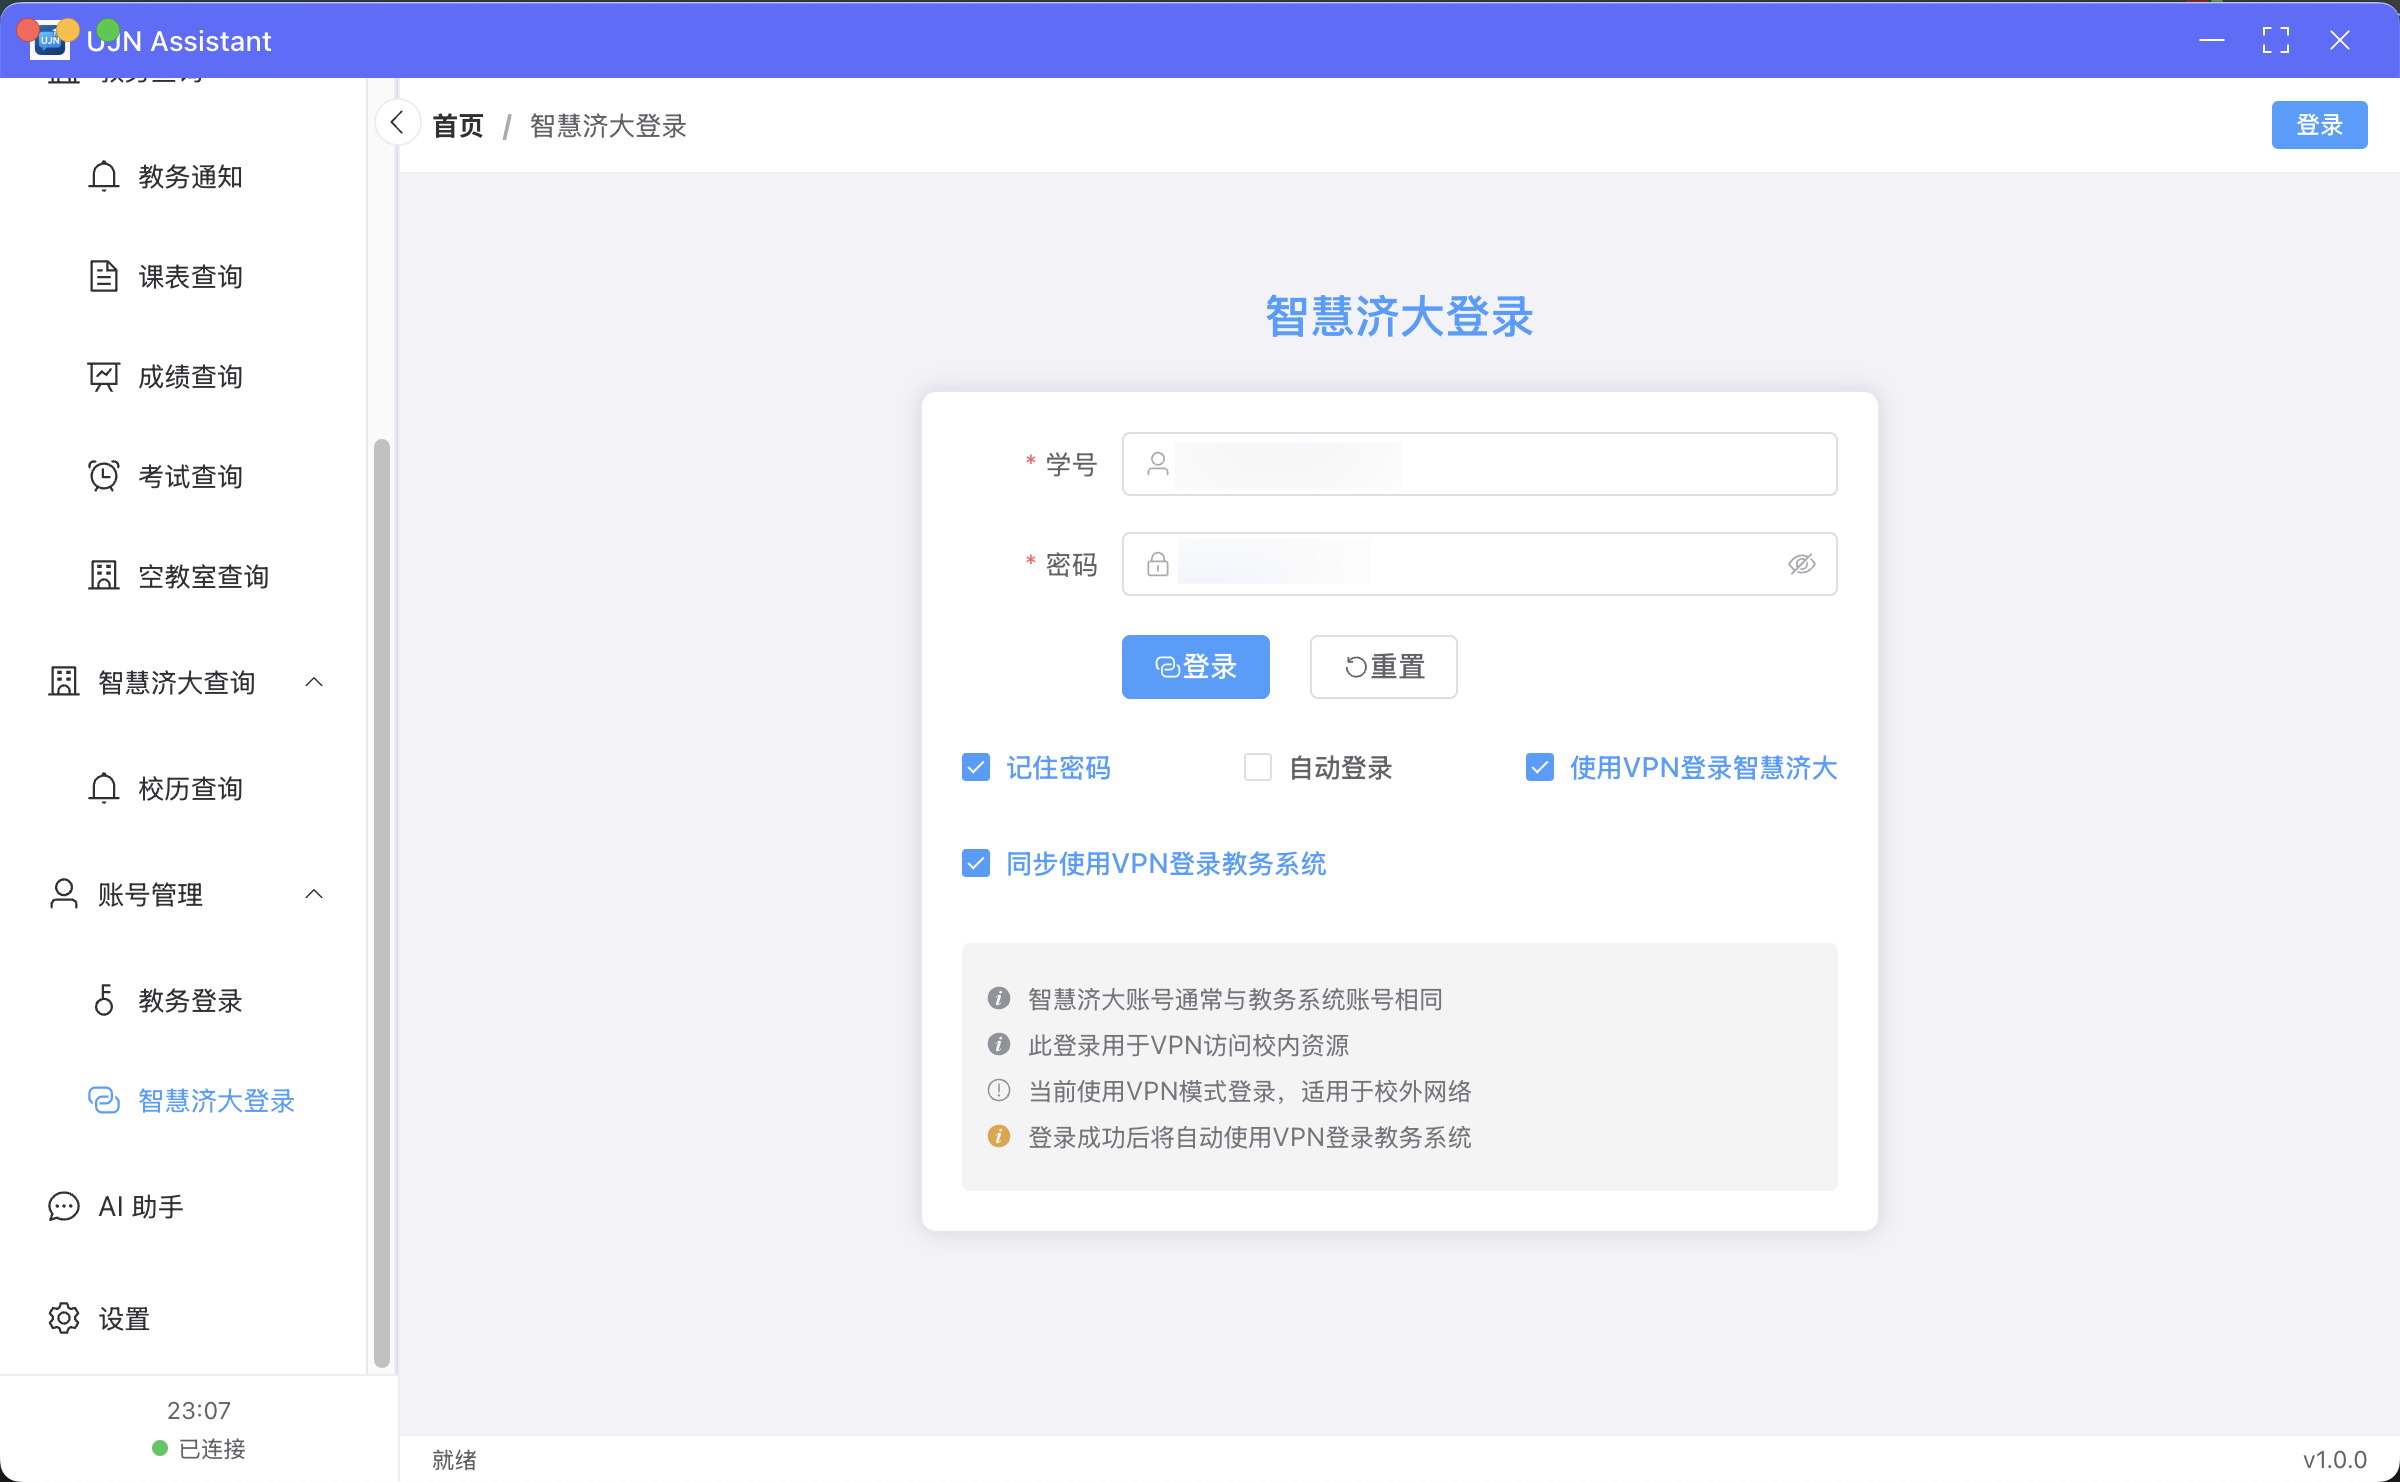 UJN Assistant
教务查询
教务通知
课表查询
成绩查询
考试查询
空教室查询
智慧济大查询
校历查询
账号管理
教务登录
智慧济大登录
AI 助手
设置
23:07
已连接
首页 / 智慧济大登录
登录
智慧济大登录
* 学号
* 密码
登录
重置
记住密码
自动登录
使用VPN登录智慧济大
同步使用VPN登录教务系统
智慧济大账号通常与教务系统账号相同
此登录用于VPN访问校内资源
当前使用VPN模式登录，适用于校外网络
登录成功后将自动使用VPN登录教务系统
就绪
v1.0.0